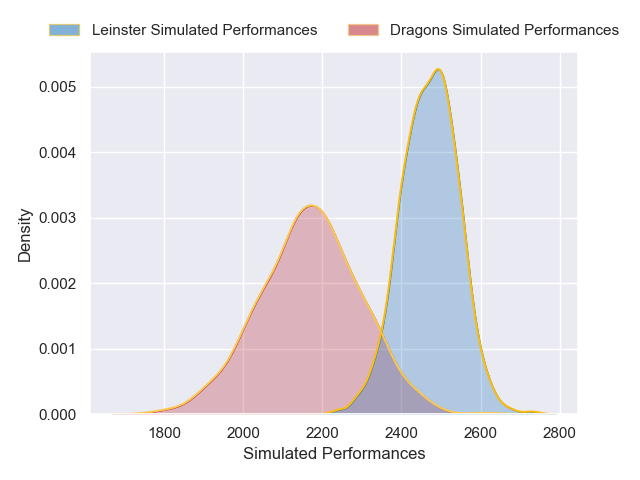 Leinster Simulated Performances Dragons Simulated Performances
0.005
0.004
0.003
0.002
0.001
0.000
Density
1800 2000 2200 2400 2600 2800
Simulated Performances